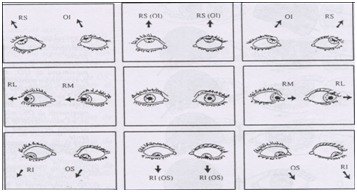 RS OI
RS (OI) RS (OI)
OI RS
RL RM
RM RL
RI OS
RI (OS) RI (OS)
OS RI